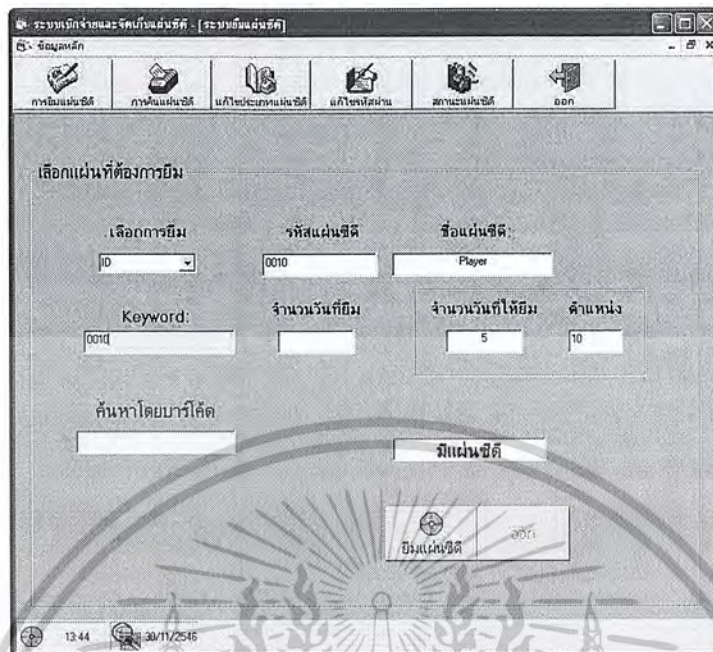 ระบบเบิกจ่ายและจัดเก็บแผ่นซีดี - [ระบบยืมแผ่นซีดี]
ข้อมูลหลัก
การยืมแผ่นซีดี การคืนแผ่นซีดี แก้ไขประเภทแผ่นซีดี แก้ไขรหัสผ่าน สถานะแผ่นซีดี ออก
เลือกแผ่นที่ต้องการยืม
เลือกการยืม รหัสแผ่นซีดี ชื่อแผ่นซีดี:
ID 0010 Player
Keyword: จำนวนวันที่ยืม จำนวนวันที่ให้ยืม ตำแหน่ง
0010 5 10
ค้นหาโดยบาร์โค้ด
มีแผ่นซีดี
ยืมแผ่นซีดี ออก
13:44 30/11/2546